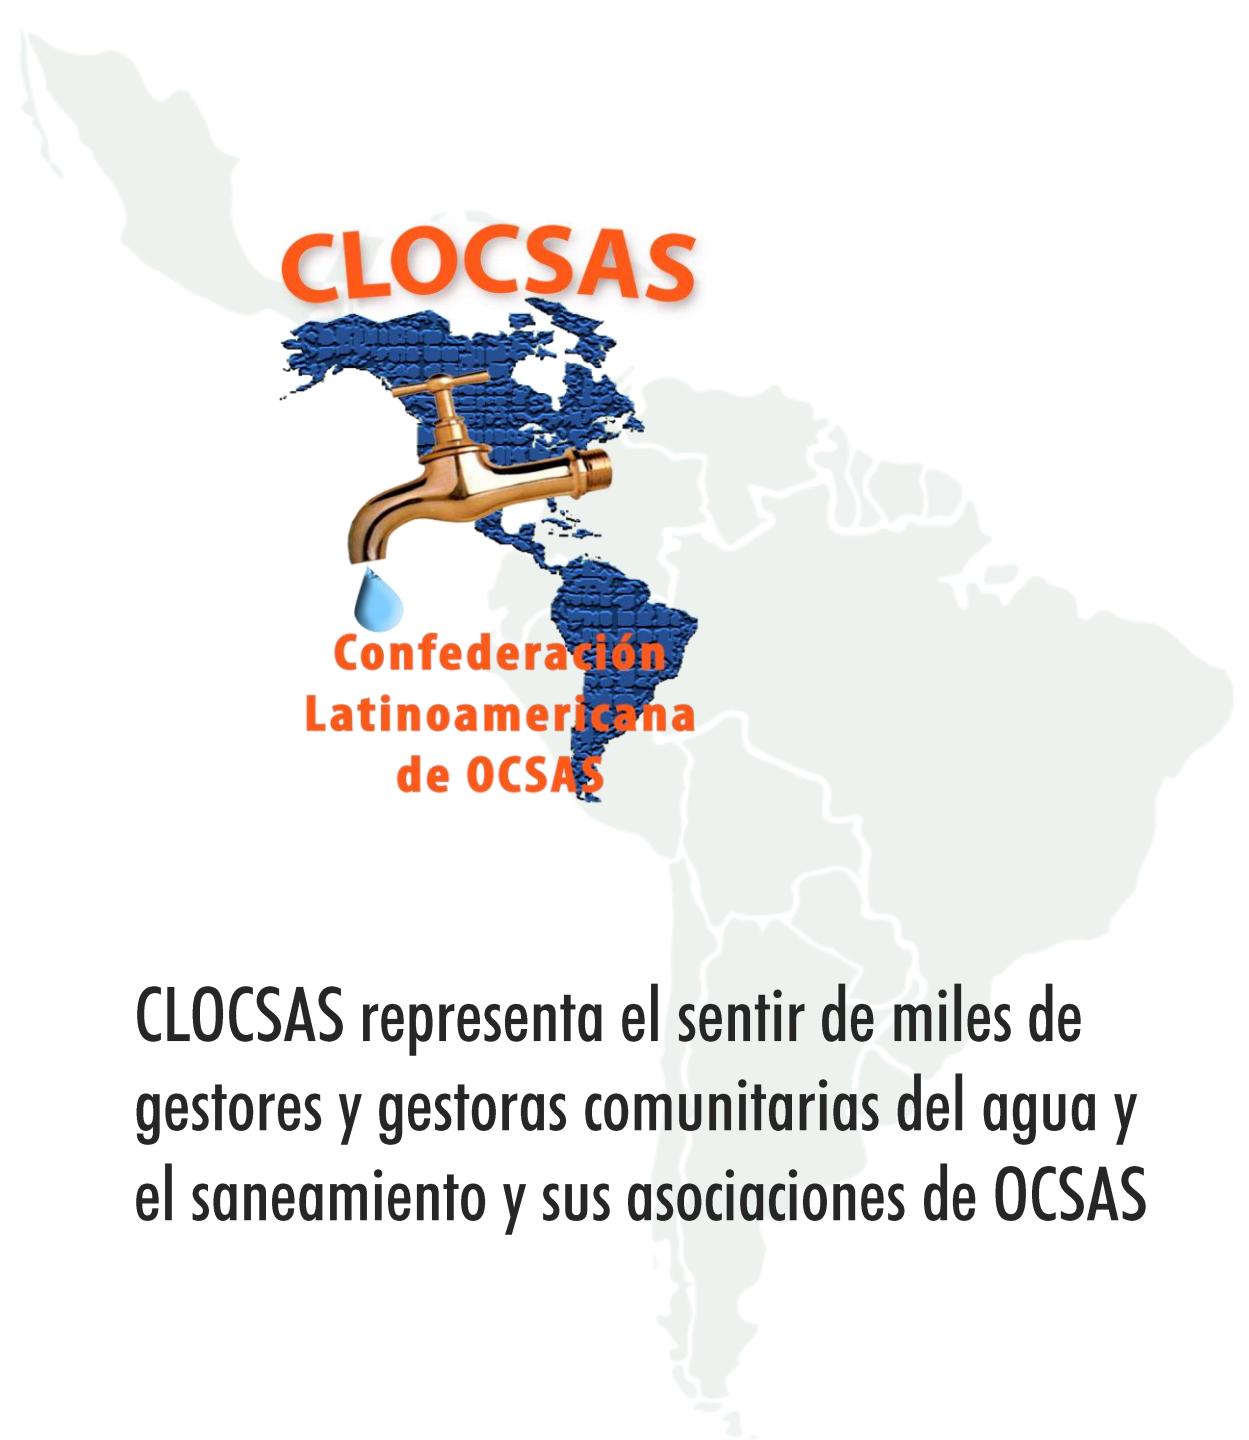 CLOCSAS
Confederación
Latinoamericana
de OCSAS
CLOCSAS representa el sentir de miles de
gestores y gestoras comunitarias del agua y
el saneamiento y sus asociaciones de OCSAS